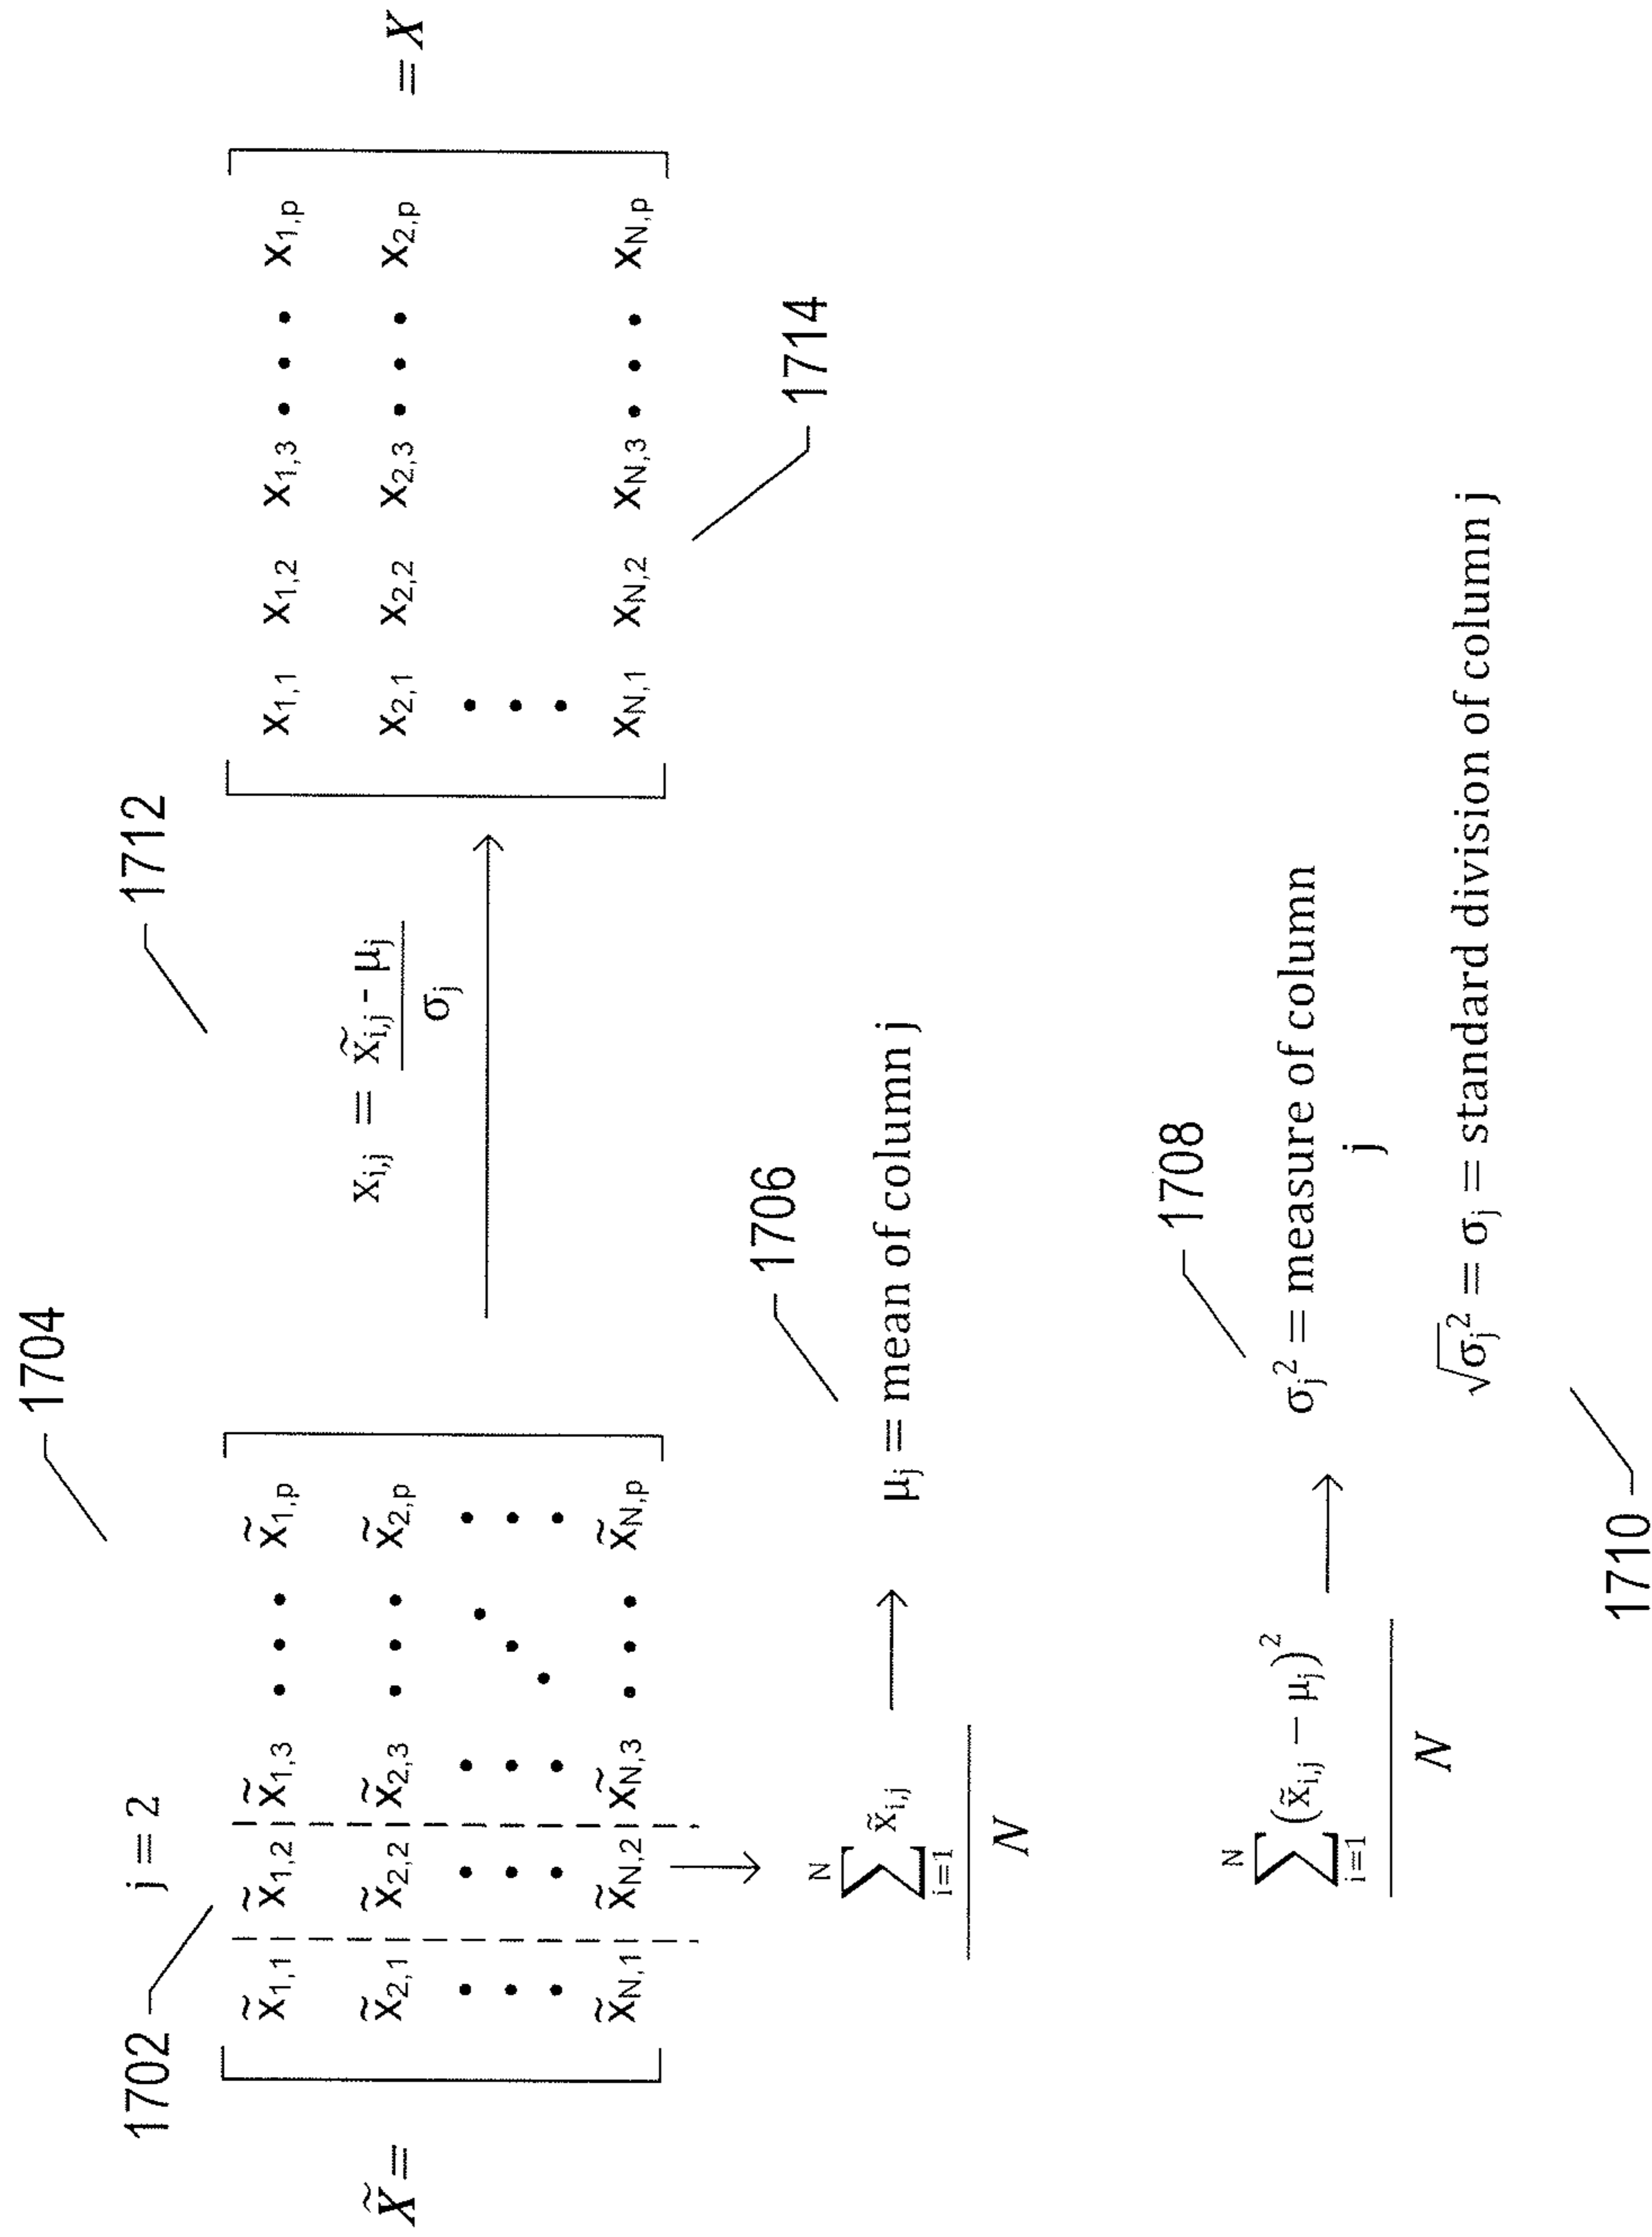 1704
1702
j = 2
1712
X̃ =
x̃1,1 x̃1,2 x̃1,3 • • • x̃1,p
x̃2,1 x̃2,2 x̃2,3 • • • x̃2,p
x̃N,1 x̃N,2 x̃N,3 • • • x̃N,p
xi,j = x̃i,j - μj
σj
x1,1 x1,2 x1,3 • • • x1,p
x2,1 x2,2 x2,3 • • • x2,p
xN,1 xN,2 xN,3 • • • xN,p
= X
1714
1706
N
∑ x̃i,j
i=1
N
μj = mean of column j
1708
N
∑ (x̃i,j − μj)²
i=1
N
σj² = measure of column
j
√σj² = σj = standard division of column j
1710